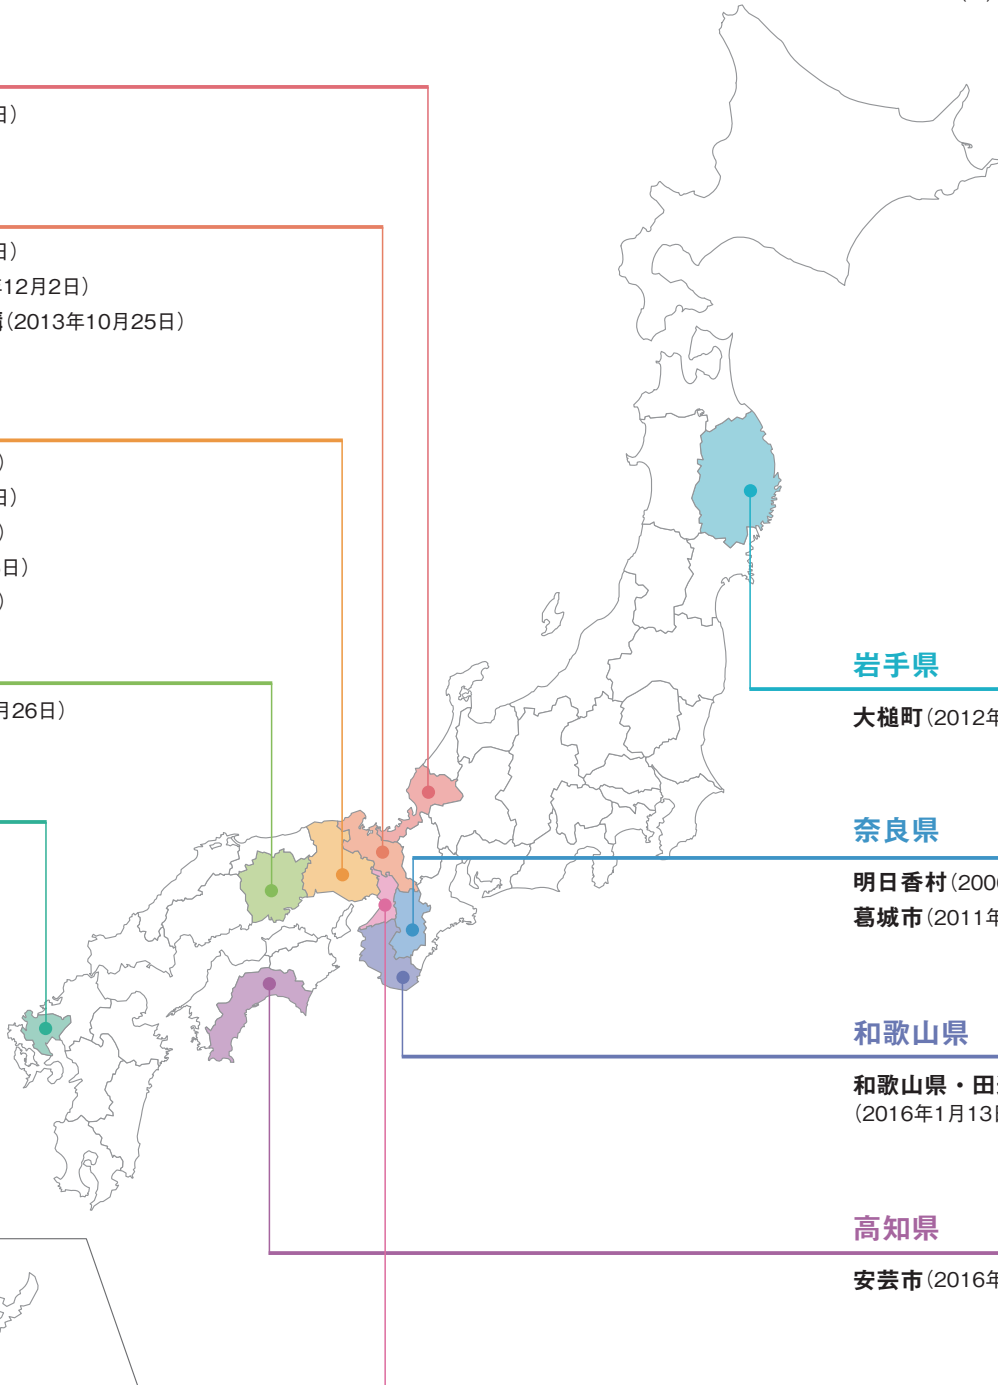 日）
日）
年12月2日）
（2013年10月25日）
）
日）
）
日）
）
月26日）
岩手県
大槌町（2012年
奈良県
明日香村（200
葛城市（2011年
和歌山県
和歌山県・田
（2016年1月13日
高知県
安芸市（2016年